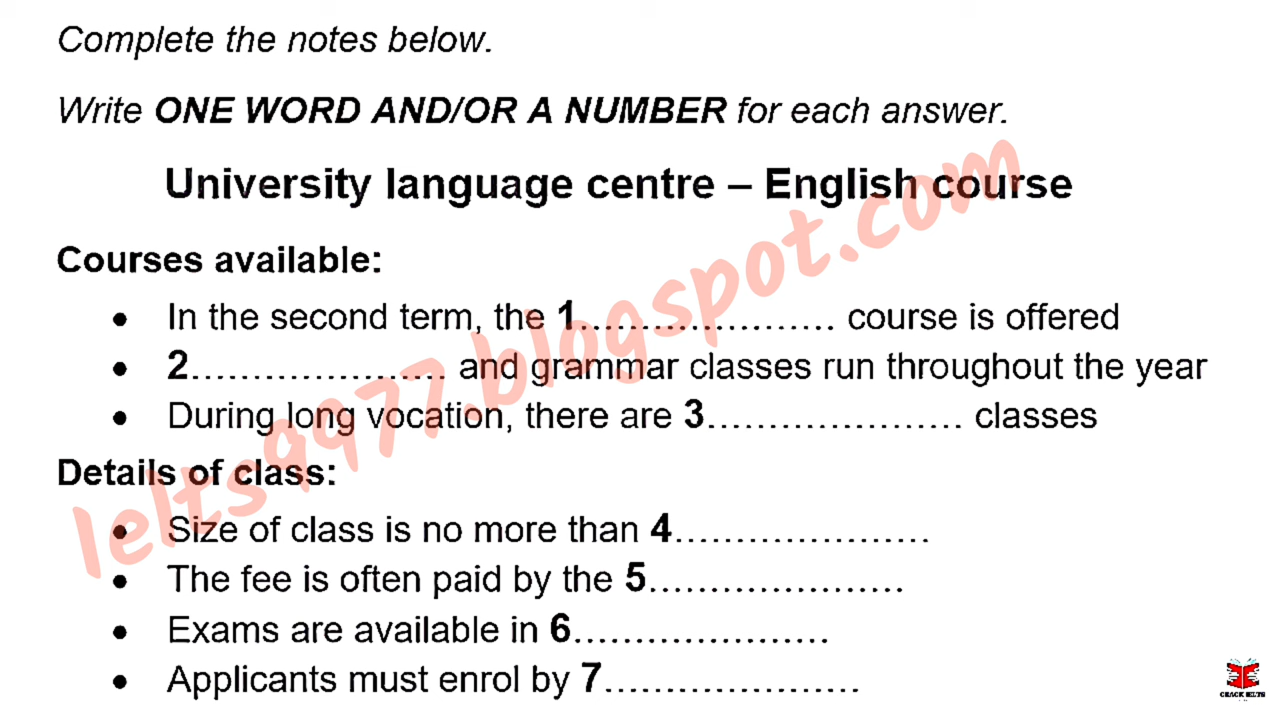 Complete the notes below.
Write ONE WORD AND/OR A NUMBER for each answer.
University language centre – English course
Courses available:
• In the second term, the 1..................... course is offered
• 2..................... and grammar classes run throughout the year
• During long vocation, there are 3..................... classes
Details of class:
• Size of class is no more than 4.....................
• The fee is often paid by the 5.....................
• Exams are available in 6.....................
• Applicants must enrol by 7.....................
Ielts9977.blogspot.com
CRACK IELTS